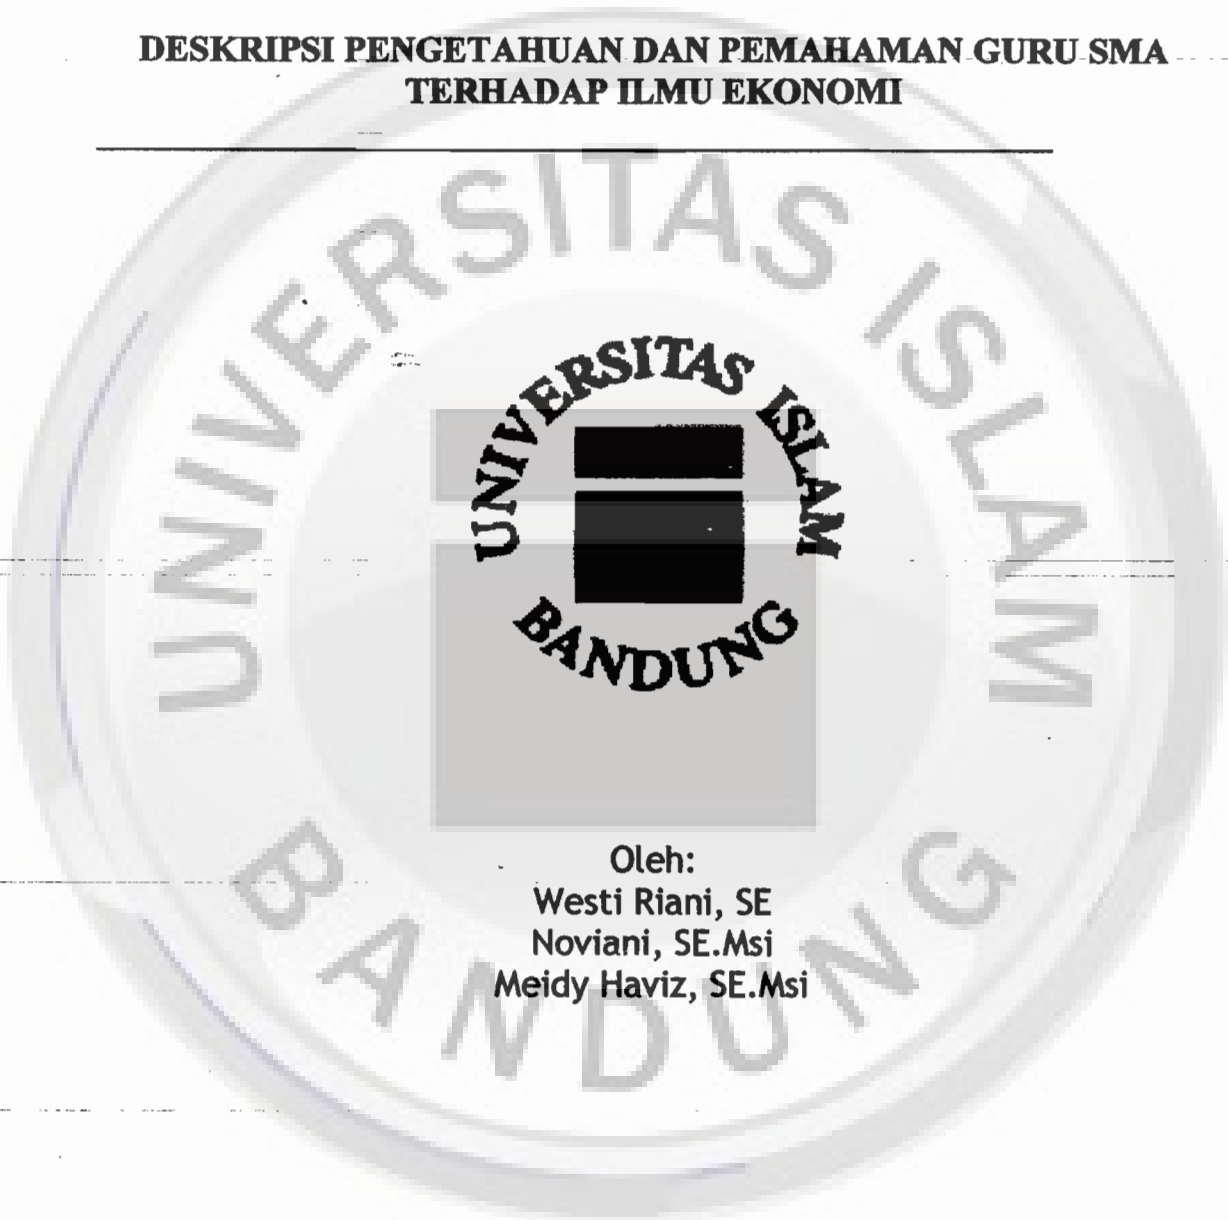 DESKRIPSI PENGETAHUAN DAN PEMAHAMAN GURU SMA
TERHADAP ILMU EKONOMI
UNIVERSITAS ISLAM
BANDUNG
UNIVERSITAS ISLAM
BANDUNG
Oleh:
Westi Riani, SE
Noviani, SE.Msi
Meidy Haviz, SE.Msi